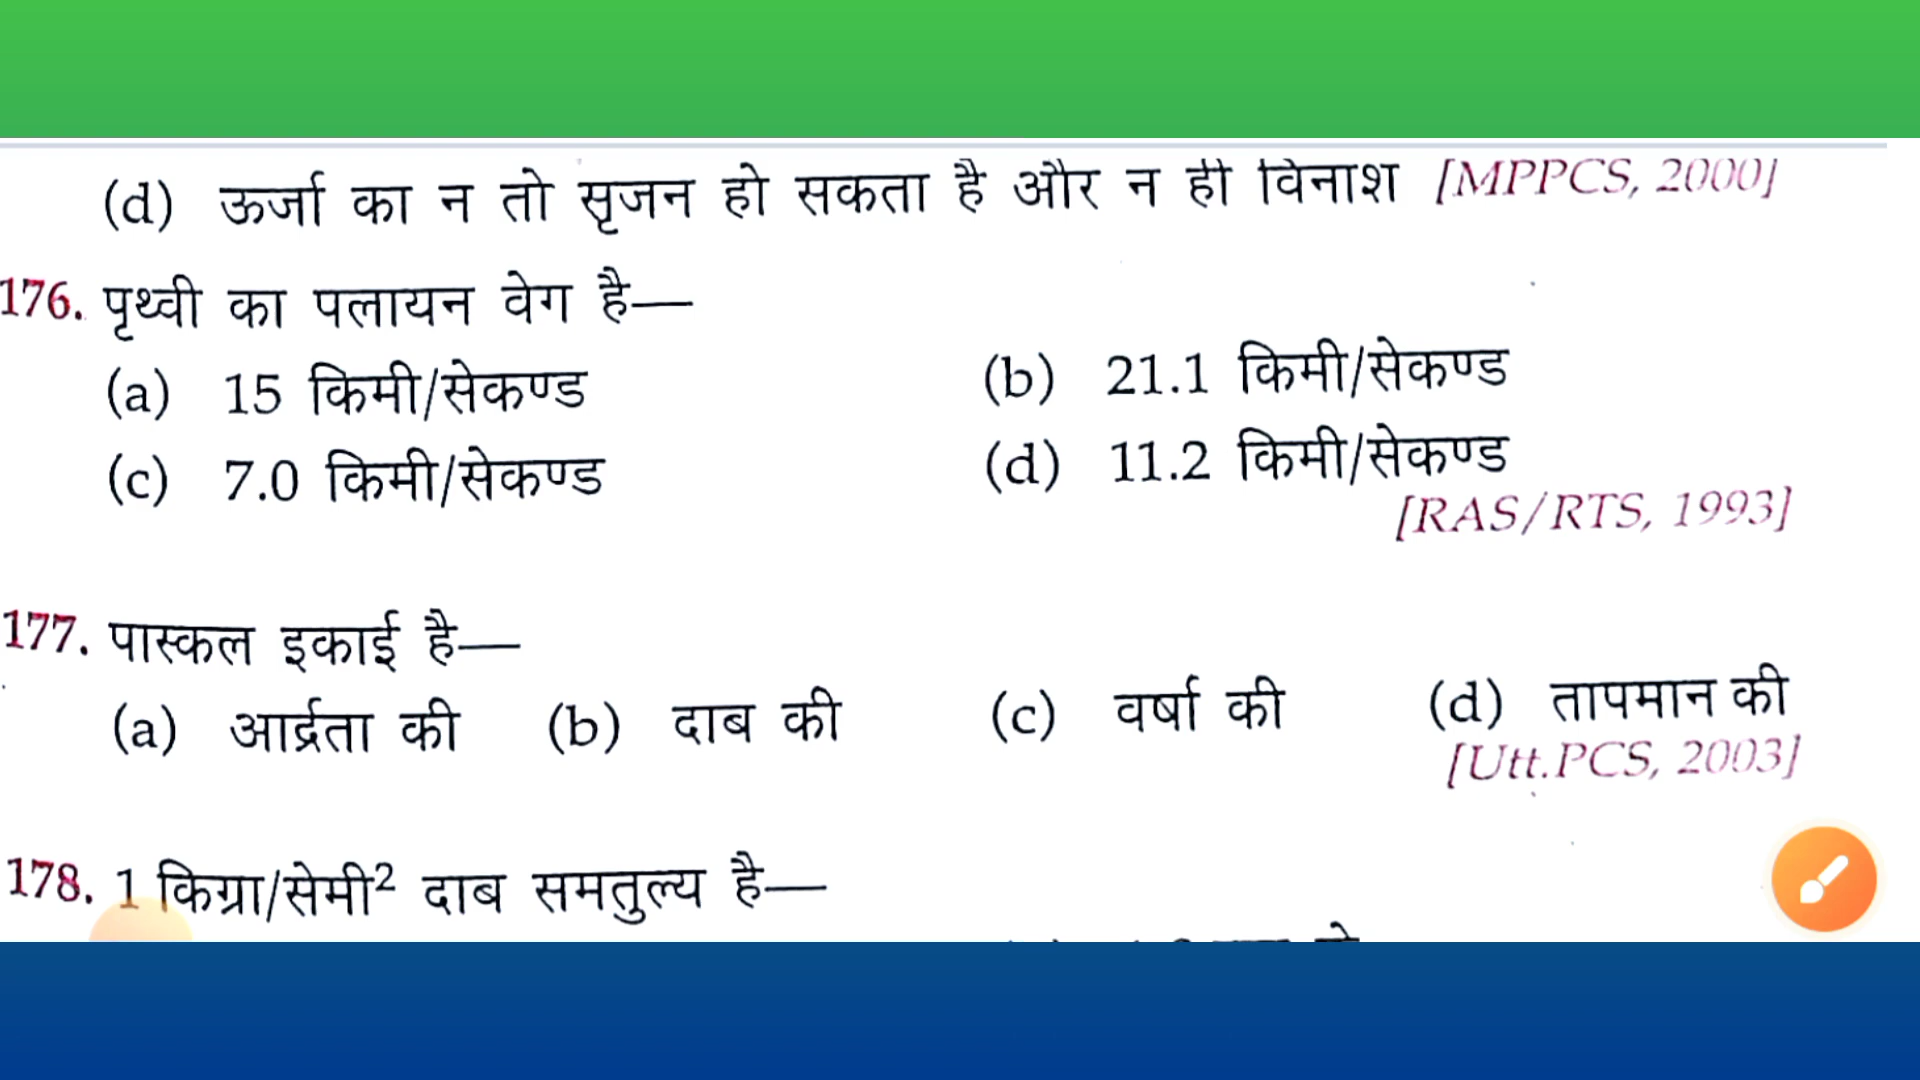 (d) ऊर्जा का न तो सृजन हो सकता है और न ही विनाश [MPPCS, 2000]
176. पृथ्वी का पलायन वेग है—
(a) 15 किमी/सेकण्ड (b) 21.1 किमी/सेकण्ड
(c) 7.0 किमी/सेकण्ड (d) 11.2 किमी/सेकण्ड
[RAS/RTS, 1993]
177. पास्कल इकाई है—
(a) आर्द्रता की (b) दाब की (c) वर्षा की (d) तापमान की
[Utt.PCS, 2003]
178. 1 किग्रा/सेमी² दाब समतुल्य है—